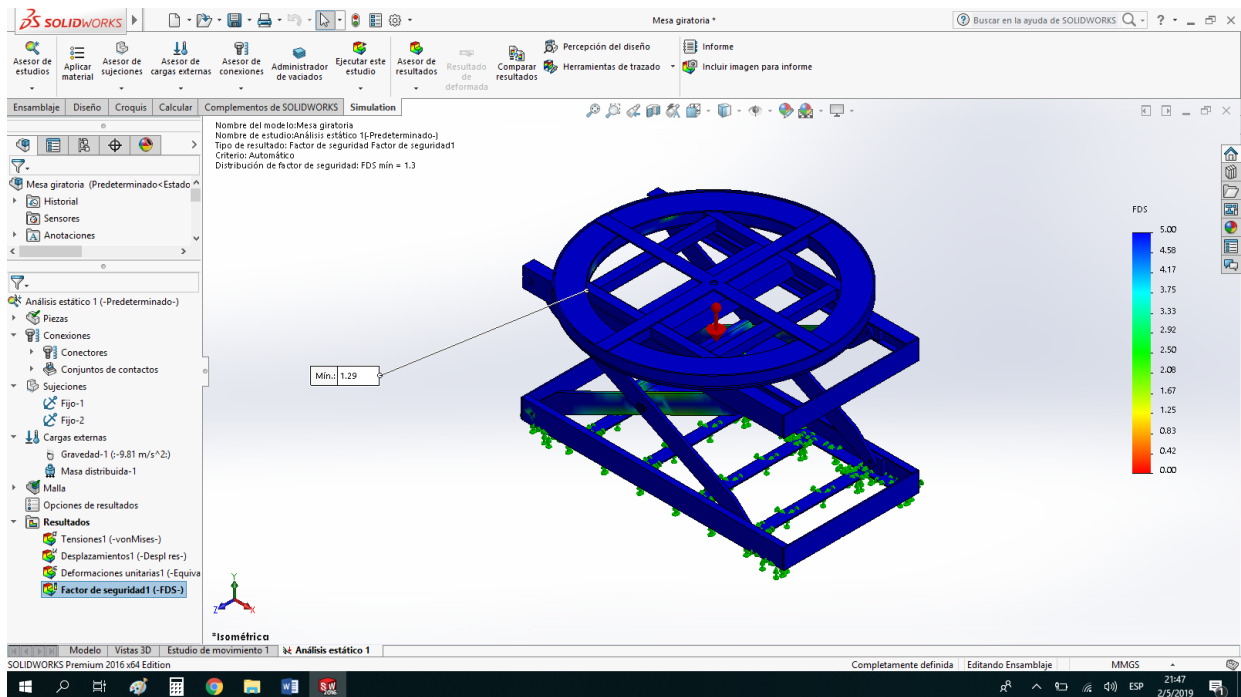 SOLIDWORKS
Mesa giratoria *
Buscar en la ayuda de SOLIDWORKS
Asesor de estudios
Aplicar material
Asesor de sujeciones
Asesor de cargas externas
Asesor de conexiones
Administrador de vaciados
Ejecutar este estudio
Asesor de resultados
Resultado de deformada
Comparar resultados
Percepción del diseño
Herramientas de trazado
Informe
Incluir imagen para informe
Ensamblaje Diseño Croquis Calcular Complementos de SOLIDWORKS Simulation
Nombre del modelo:Mesa giratoria
Nombre de estudio:Análisis estático 1(-Predeterminado-)
Tipo de resultado: Factor de seguridad Factor de seguridad1
Criterio: Automático
Distribución de factor de seguridad: FDS mín = 1.3
Mesa giratoria (Predeterminado<Estado
Historial
Sensores
Anotaciones
Análisis estático 1 (-Predeterminado-)
Piezas
Conexiones
Conectores
Conjuntos de contactos
Sujeciones
Fijo-1
Fijo-2
Cargas externas
Gravedad-1 (:-9.81 m/s^2:)
Masa distribuida-1
Malla
Opciones de resultados
Resultados
Tensiones1 (-vonMises-)
Desplazamientos1 (-Despl res-)
Deformaciones unitarias1 (-Equiva
Factor de seguridad1 (-FDS-)
Mín.: 1.29
FDS
5.00
4.58
4.17
3.75
3.33
2.92
2.50
2.08
1.67
1.25
0.83
0.42
0.00
Y
Z
X
*Isométrica
Modelo Vistas 3D Estudio de movimiento 1 Análisis estático 1
SOLIDWORKS Premium 2016 x64 Edition
Completamente definida Editando Ensamblaje MMGS
ESP
21:47
2/5/2019